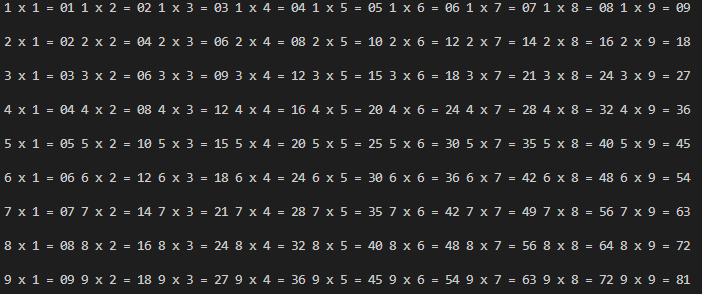 1 x 1 = 01 1 x 2 = 02 1 x 3 = 03 1 x 4 = 04 1 x 5 = 05 1 x 6 = 06 1 x 7 = 07 1 x 8 = 08 1 x 9 = 09
2 x 1 = 02 2 x 2 = 04 2 x 3 = 06 2 x 4 = 08 2 x 5 = 10 2 x 6 = 12 2 x 7 = 14 2 x 8 = 16 2 x 9 = 18
3 x 1 = 03 3 x 2 = 06 3 x 3 = 09 3 x 4 = 12 3 x 5 = 15 3 x 6 = 18 3 x 7 = 21 3 x 8 = 24 3 x 9 = 27
4 x 1 = 04 4 x 2 = 08 4 x 3 = 12 4 x 4 = 16 4 x 5 = 20 4 x 6 = 24 4 x 7 = 28 4 x 8 = 32 4 x 9 = 36
5 x 1 = 05 5 x 2 = 10 5 x 3 = 15 5 x 4 = 20 5 x 5 = 25 5 x 6 = 30 5 x 7 = 35 5 x 8 = 40 5 x 9 = 45
6 x 1 = 06 6 x 2 = 12 6 x 3 = 18 6 x 4 = 24 6 x 5 = 30 6 x 6 = 36 6 x 7 = 42 6 x 8 = 48 6 x 9 = 54
7 x 1 = 07 7 x 2 = 14 7 x 3 = 21 7 x 4 = 28 7 x 5 = 35 7 x 6 = 42 7 x 7 = 49 7 x 8 = 56 7 x 9 = 63
8 x 1 = 08 8 x 2 = 16 8 x 3 = 24 8 x 4 = 32 8 x 5 = 40 8 x 6 = 48 8 x 7 = 56 8 x 8 = 64 8 x 9 = 72
9 x 1 = 09 9 x 2 = 18 9 x 3 = 27 9 x 4 = 36 9 x 5 = 45 9 x 6 = 54 9 x 7 = 63 9 x 8 = 72 9 x 9 = 81